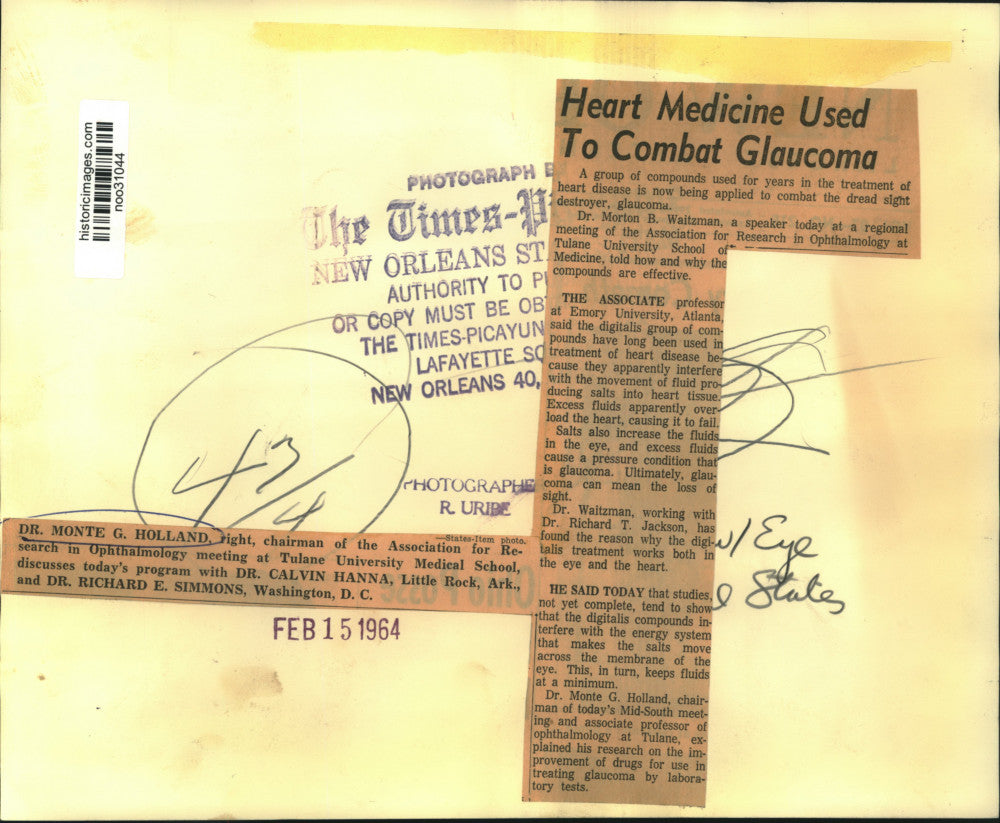 historicimages.com
noo31044
PHOTOGRAPH
The Times-
NEW ORLEANS ST
AUTHORITY TO
OR COPY MUST BE OB
THE TIMES-PICAYUN
LAFAYETTE SQ
NEW ORLEANS 40,
4 3/4
PHOTOGRAPHE
R. URIBE
—States-Item photo.
DR. MONTE G. HOLLAND, right, chairman of the Association for Re-
search in Ophthalmology meeting at Tulane University Medical School,
discusses today's program with DR. CALVIN HANNA, Little Rock, Ark.,
and DR. RICHARD E. SIMMONS, Washington, D. C.
FEB 15 1964
Heart Medicine Used
To Combat Glaucoma
A group of compounds used for years in the treatment of
heart disease is now being applied to combat the dread sight
destroyer, glaucoma.
Dr. Morton B. Waitzman, a speaker today at a regional
meeting of the Association for Research in Ophthalmology at
Tulane University School of
Medicine, told how and why the
compounds are effective.
THE ASSOCIATE professor
at Emory University, Atlanta,
said the digitalis group of com-
pounds have long been used in
treatment of heart disease be-
cause they apparently interfere
with the movement of fluid pro-
ducing salts into heart tissue.
Excess fluids apparently over-
load the heart, causing it to fail.
Salts also increase the fluids
in the eye, and excess fluids
cause a pressure condition that
is glaucoma. Ultimately, glau-
coma can mean the loss of
sight.
Dr. Waitzman, working with
Dr. Richard T. Jackson, has
found the reason why the digi-
talis treatment works both in
the eye and the heart.
HE SAID TODAY that studies,
not yet complete, tend to show
that the digitalis compounds in-
terfere with the energy system
that makes the salts move
across the membrane of the
eye. This, in turn, keeps fluids
at a minimum.
Dr. Monte G. Holland, chair-
man of today's Mid-South meet-
ing and associate professor of
ophthalmology at Tulane, ex-
plained his research on the im-
provement of drugs for use in
treating glaucoma by labora-
tory tests.
w/ Eye
States